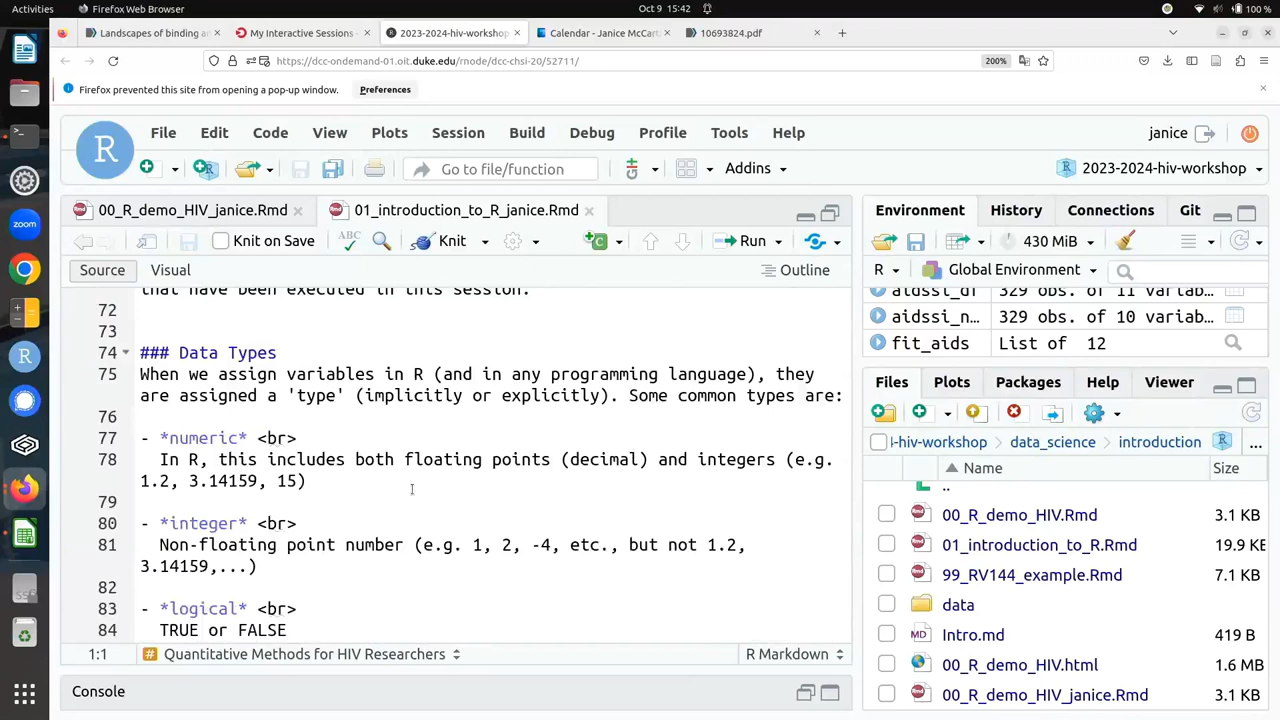 Activities
Firefox Web Browser
Oct 9 15:42
100 %
Landscapes of binding a
My Interactive Sessions -
2023-2024-hiv-workshop
Calendar - Janice McCart
10693824.pdf
https://dcc-ondemand-01.oit.duke.edu/rnode/dcc-chsi-20/52711/
200%
Firefox prevented this site from opening a pop-up window.
Preferences
File Edit Code View Plots Session Build Debug Profile Tools Help
janice
Go to file/function
Addins
2023-2024-hiv-workshop
00_R_demo_HIV_janice.Rmd
01_introduction_to_R_janice.Rmd
Knit on Save
ABC
Knit
Run
Source
Visual
Outline
that have been executed in this session.
72
73
74 ### Data Types
75 When we assign variables in R (and in any programming language), they
are assigned a 'type' (implicitly or explicitly). Some common types are:
76
77 - *numeric* <br>
78 In R, this includes both floating points (decimal) and integers (e.g.
1.2, 3.14159, 15)
79
80 - *integer* <br>
81 Non-floating point number (e.g. 1, 2, -4, etc., but not 1.2,
3.14159,...)
82
83 - *logical* <br>
84 TRUE or FALSE
1:1
Quantitative Methods for HIV Researchers
R Markdown
Console
Environment History Connections Git
430 MiB
R
Global Environment
aidssi_df 329 obs. of 11 variab...
aidssi_n... 329 obs. of 10 variab...
fit_aids List of 12
Files Plots Packages Help Viewer
l-hiv-workshop data_science introduction ...
Name Size
..
00_R_demo_HIV.Rmd 3.1 KB
01_introduction_to_R.Rmd 19.9 KB
99_RV144_example.Rmd 7.1 KB
data
Intro.md 419 B
00_R_demo_HIV.html 1.6 MB
00_R_demo_HIV_janice.Rmd 3.1 KB
zoom